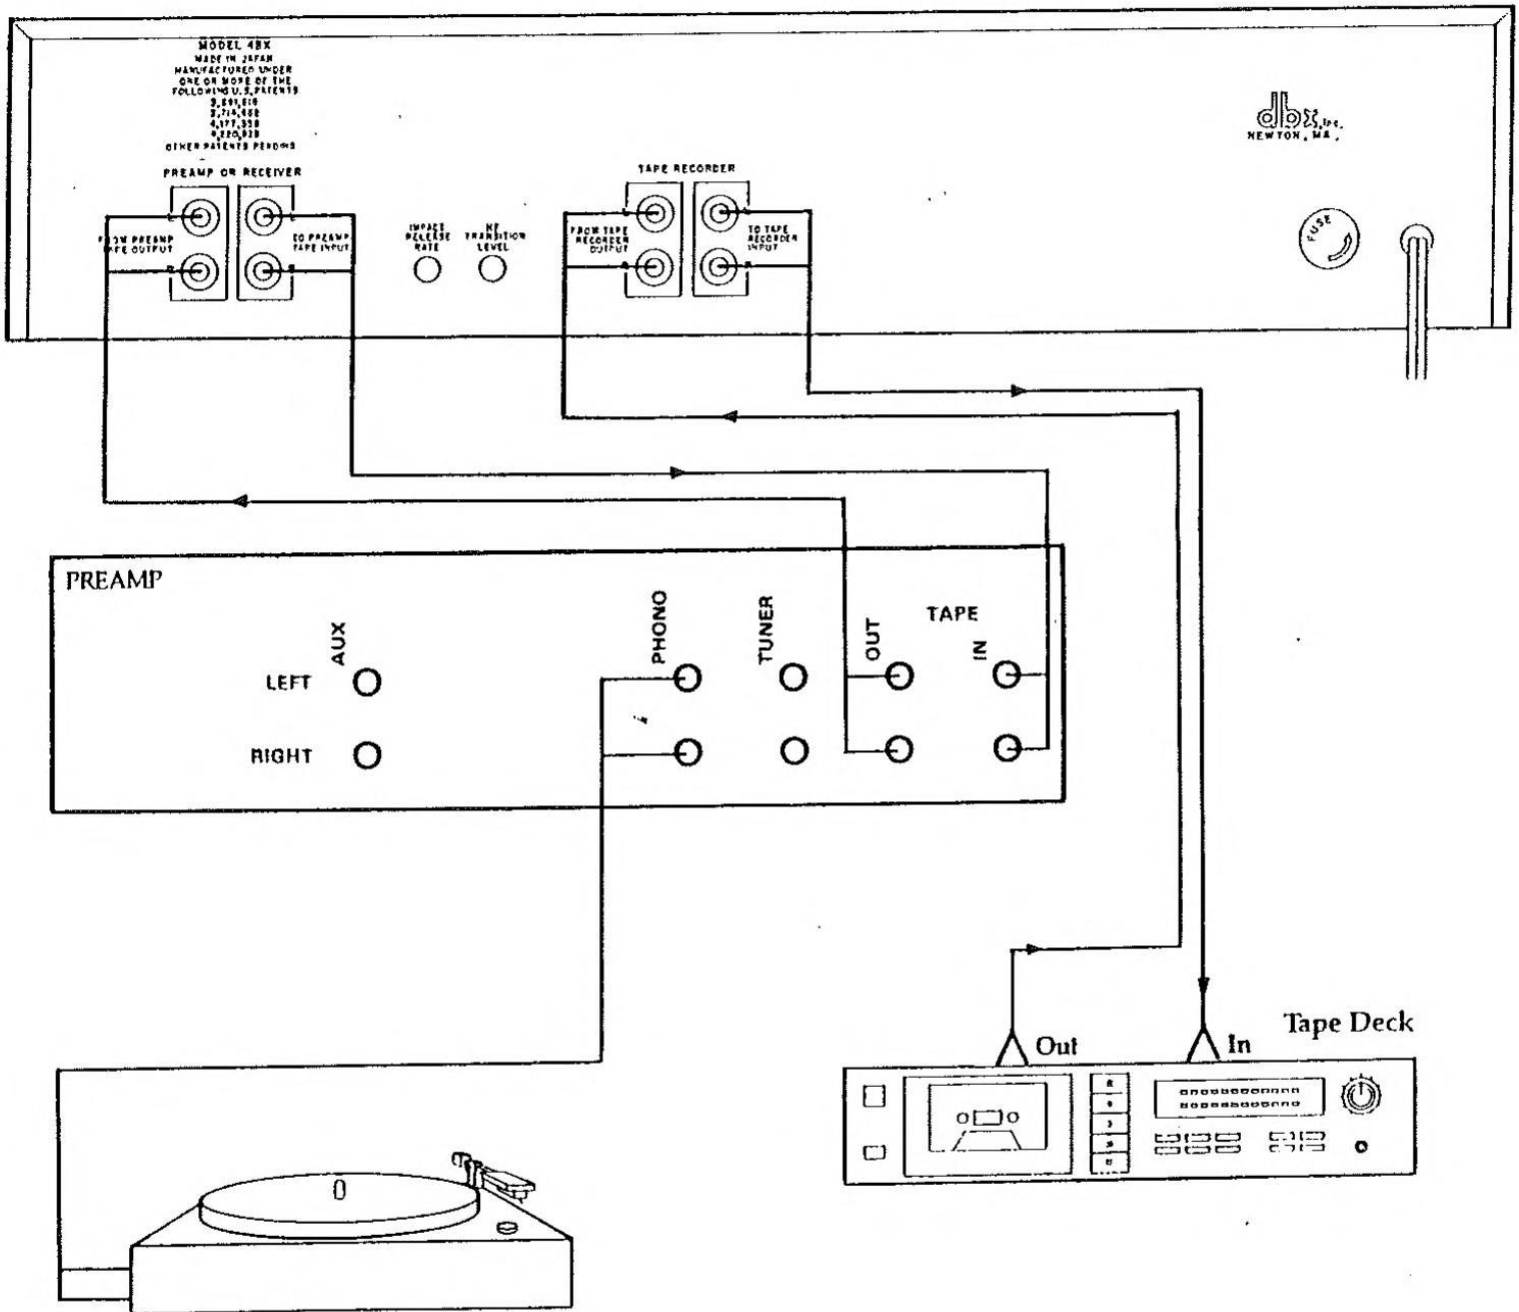 MODEL 4BX
MADE IN JAPAN
MANUFACTURED UNDER
ONE OR MORE OF THE
FOLLOWING U.S. PATENTS
OTHER PATENTS PENDING
PREAMP OR RECEIVER
FROM PREAMP
TAPE OUTPUT
TO PREAMP
TAPE INPUT
IMPACT
RELEASE
RATE
TRANSITION
LEVEL
TAPE RECORDER
FROM TAPE
RECORDER
OUTPUT
TO TAPE
RECORDER
INPUT
dbx, inc.
NEWTON, MA.
FUSE
PREAMP
AUX
PHONO
TUNER
OUT
TAPE
IN
LEFT
RIGHT
Out
In
Tape Deck